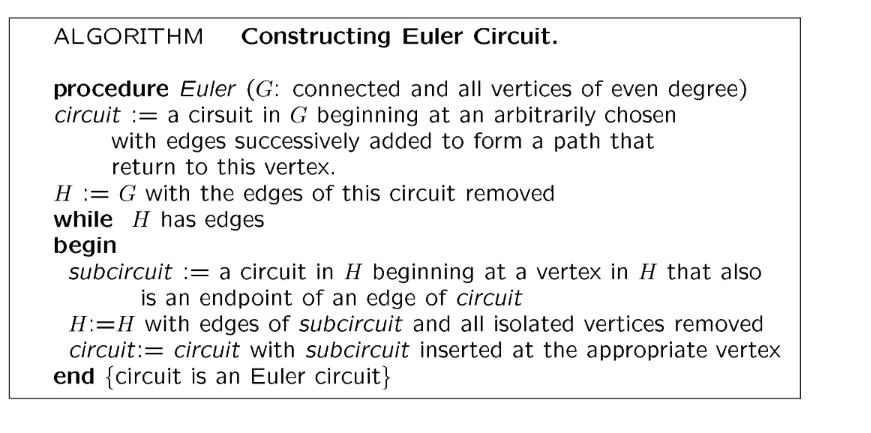 ALGORITHM Constructing Euler Circuit.
procedure Euler (G: connected and all vertices of even degree)
circuit := a cirsuit in G beginning at an arbitrarily chosen
with edges successively added to form a path that
return to this vertex.
H := G with the edges of this circuit removed
while H has edges
begin
subcircuit := a circuit in H beginning at a vertex in H that also
is an endpoint of an edge of circuit
H:=H with edges of subcircuit and all isolated vertices removed
circuit:= circuit with subcircuit inserted at the appropriate vertex
end {circuit is an Euler circuit}